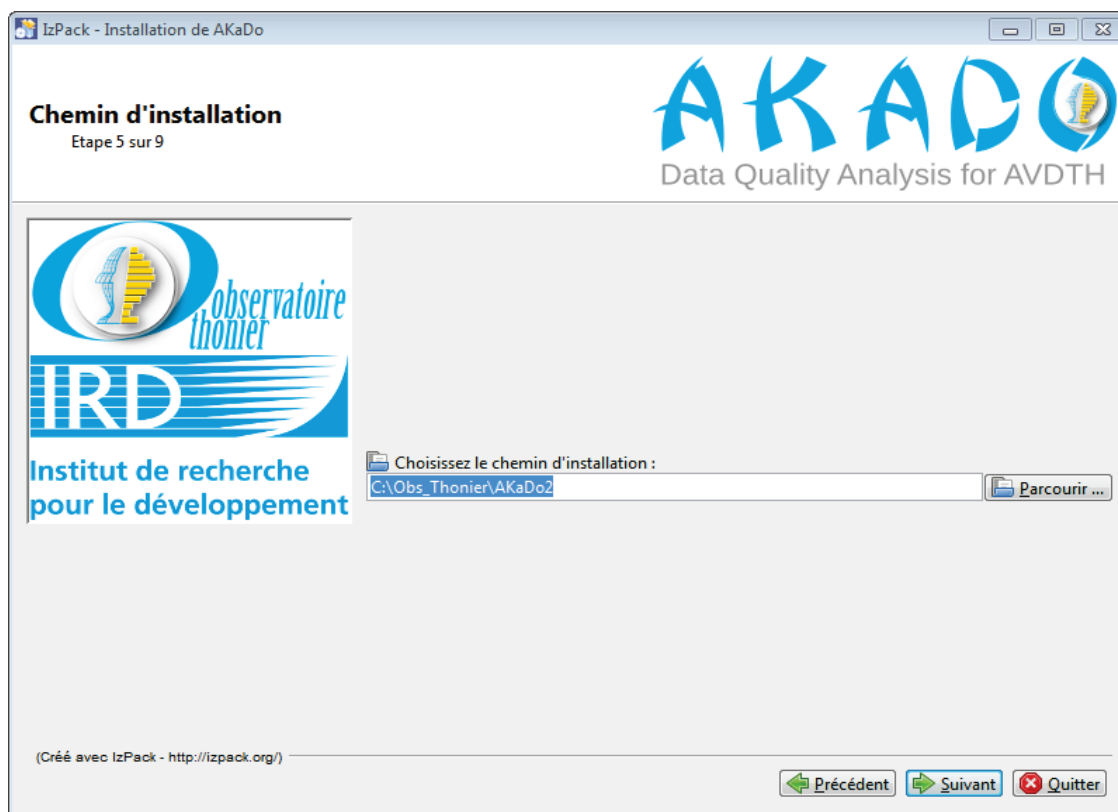 IzPack - Installation de AKaDo
Chemin d'installation
Etape 5 sur 9
AKADO
Data Quality Analysis for AVDTH
observatoire
thonier
IRD
Institut de recherche
pour le développement
Choisissez le chemin d'installation :
C:\Obs_Thonier\AKaDo2
Parcourir ...
(Créé avec IzPack - http://izpack.org/)
Précédent
Suivant
Quitter